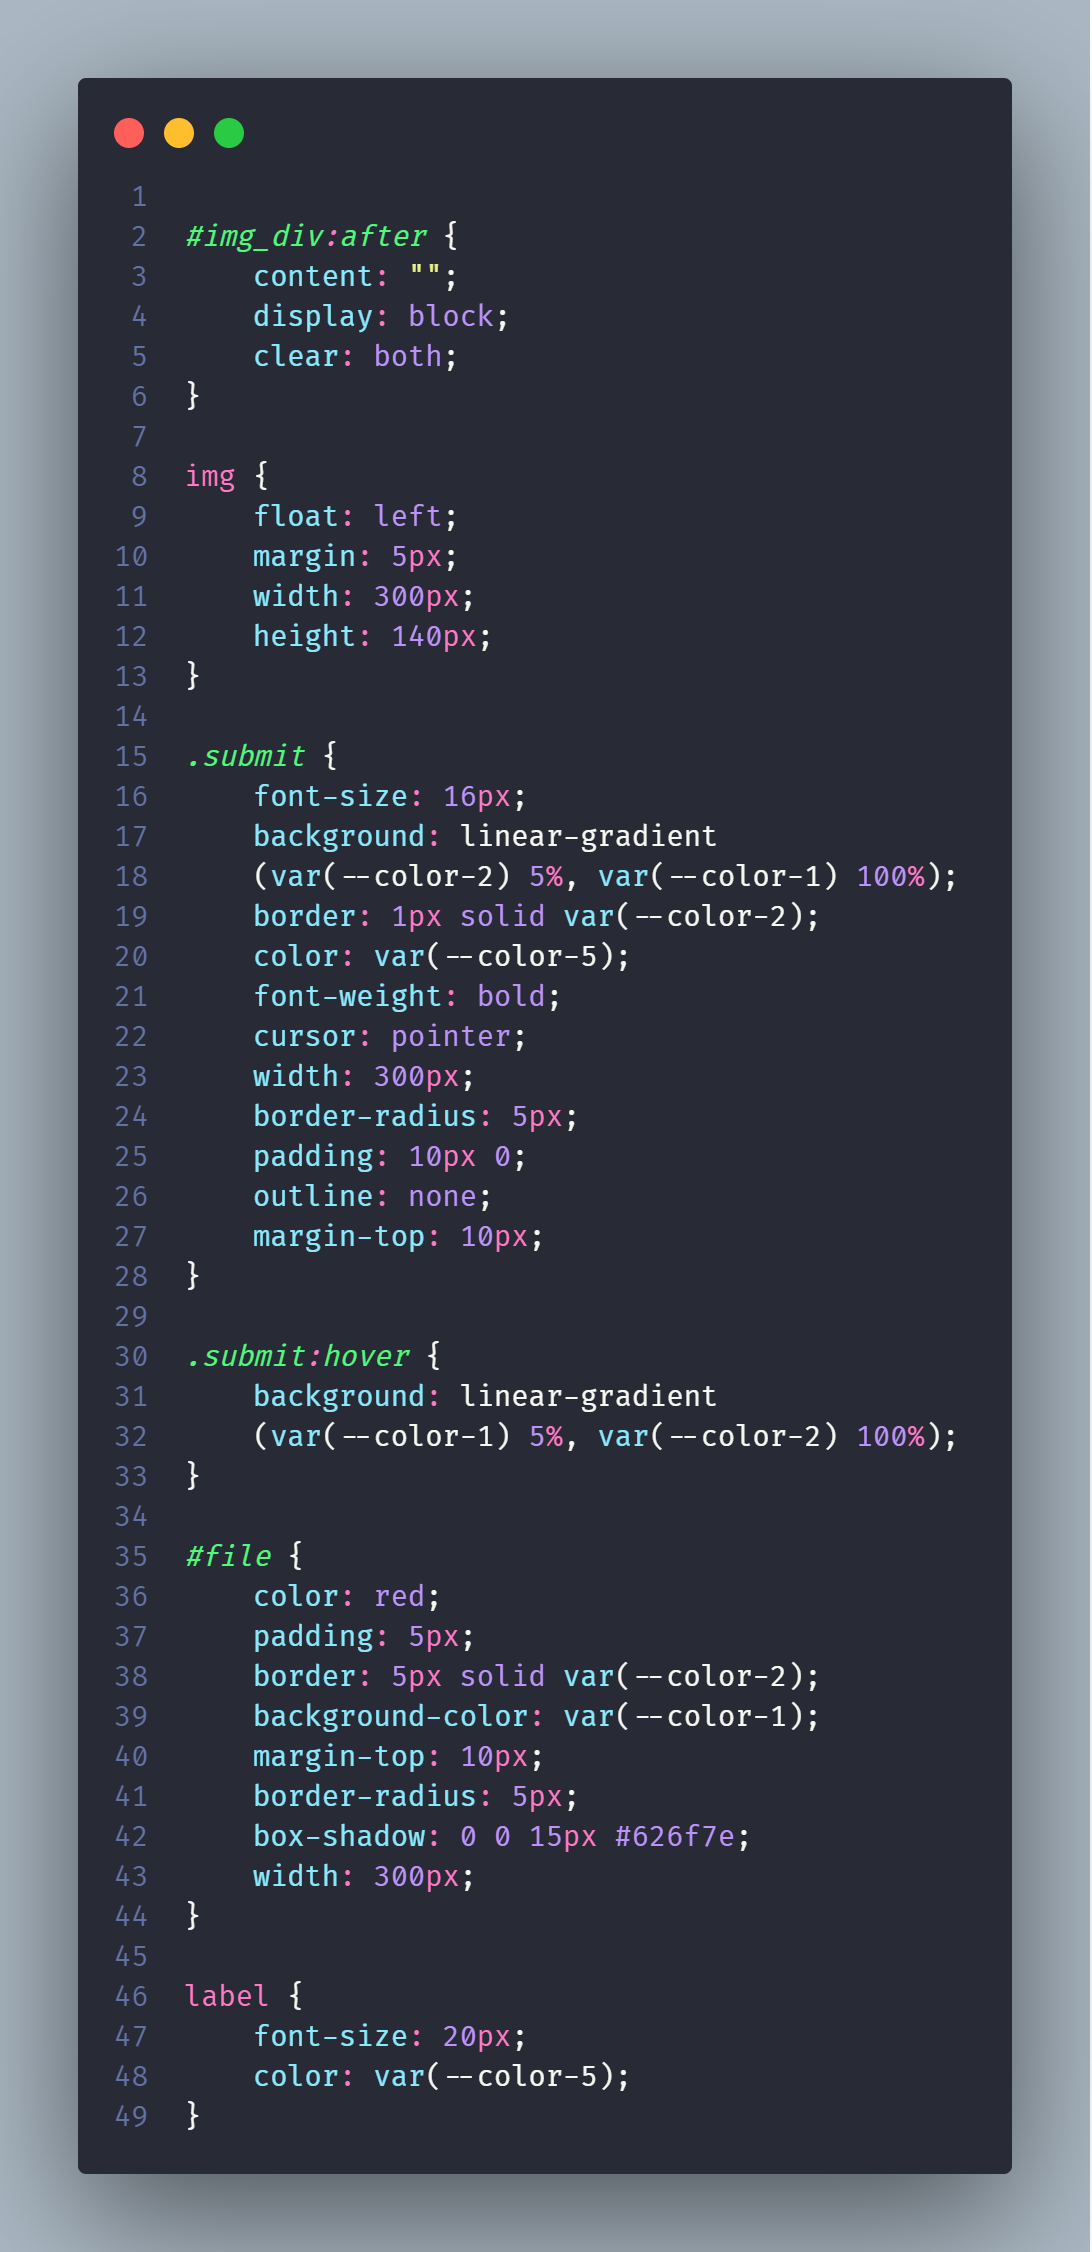 1
2 #img_div:after {
3     content: "";
4     display: block;
5     clear: both;
6 }
7
8 img {
9     float: left;
10     margin: 5px;
11     width: 300px;
12     height: 140px;
13 }
14
15 .submit {
16     font-size: 16px;
17     background: linear-gradient
18     (var(--color-2) 5%, var(--color-1) 100%);
19     border: 1px solid var(--color-2);
20     color: var(--color-5);
21     font-weight: bold;
22     cursor: pointer;
23     width: 300px;
24     border-radius: 5px;
25     padding: 10px 0;
26     outline: none;
27     margin-top: 10px;
28 }
29
30 .submit:hover {
31     background: linear-gradient
32     (var(--color-1) 5%, var(--color-2) 100%);
33 }
34
35 #file {
36     color: red;
37     padding: 5px;
38     border: 5px solid var(--color-2);
39     background-color: var(--color-1);
40     margin-top: 10px;
41     border-radius: 5px;
42     box-shadow: 0 0 15px #626f7e;
43     width: 300px;
44 }
45
46 label {
47     font-size: 20px;
48     color: var(--color-5);
49 }